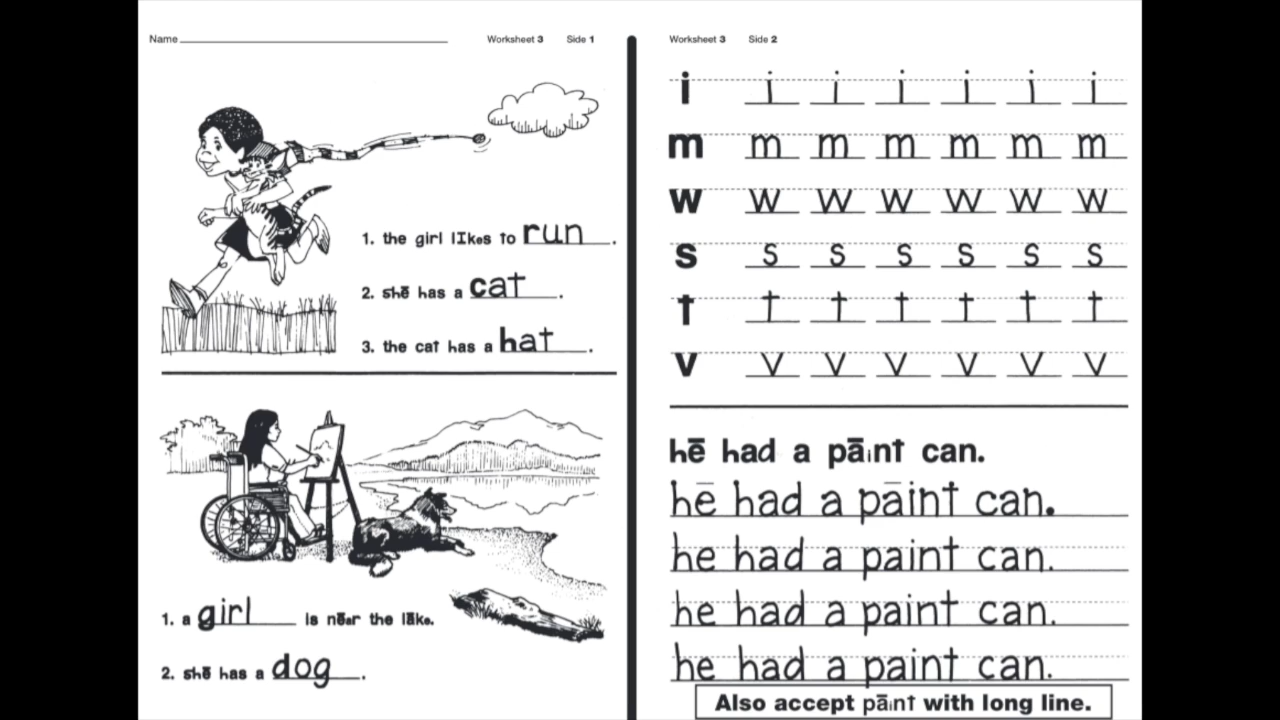 Name
Worksheet 3 Side 1
1. the girl līkes to run.
2. shē has a cat.
3. the cat has a hat.
1. a girl is nēar the lāke.
2. shē has a dog.
Worksheet 3 Side 2
i i i i i i i
m m m m m m m
w w w w w w w
s s s s s s s
t t t t t t t
v v v v v v v
hē had a pāint can.
hē had a pāint can.
he had a paint can.
he had a paint can.
he had a paint can.
Also accept pāint with long line.